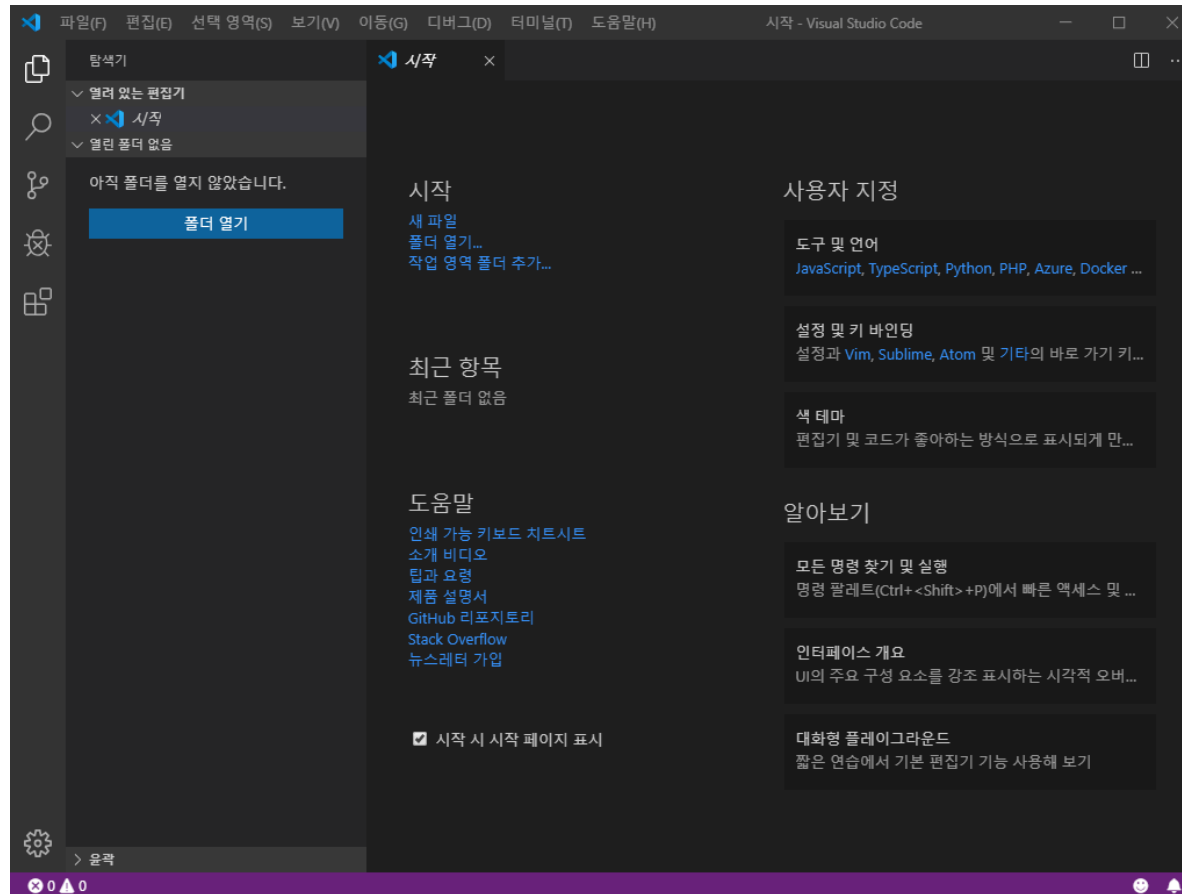 파일(F) 편집(E) 선택 영역(S) 보기(V) 이동(G) 디버그(D) 터미널(T) 도움말(H) 시작 - Visual Studio Code
탐색기
열려 있는 편집기
시작
열린 폴더 없음
아직 폴더를 열지 않았습니다.
폴더 열기
윤곽
시작
시작
새 파일
폴더 열기...
작업 영역 폴더 추가...
최근 항목
최근 폴더 없음
도움말
인쇄 가능 키보드 치트시트
소개 비디오
팁과 요령
제품 설명서
GitHub 리포지토리
Stack Overflow
뉴스레터 가입
시작 시 시작 페이지 표시
사용자 지정
도구 및 언어
JavaScript, TypeScript, Python, PHP, Azure, Docker ...
설정 및 키 바인딩
설정과 Vim, Sublime, Atom 및 기타의 바로 가기 키...
색 테마
편집기 및 코드가 좋아하는 방식으로 표시되게 만...
알아보기
모든 명령 찾기 및 실행
명령 팔레트(Ctrl+<Shift>+P)에서 빠른 액세스 및 ...
인터페이스 개요
UI의 주요 구성 요소를 강조 표시하는 시각적 오버...
대화형 플레이그라운드
짧은 연습에서 기본 편집기 기능 사용해 보기
0 0